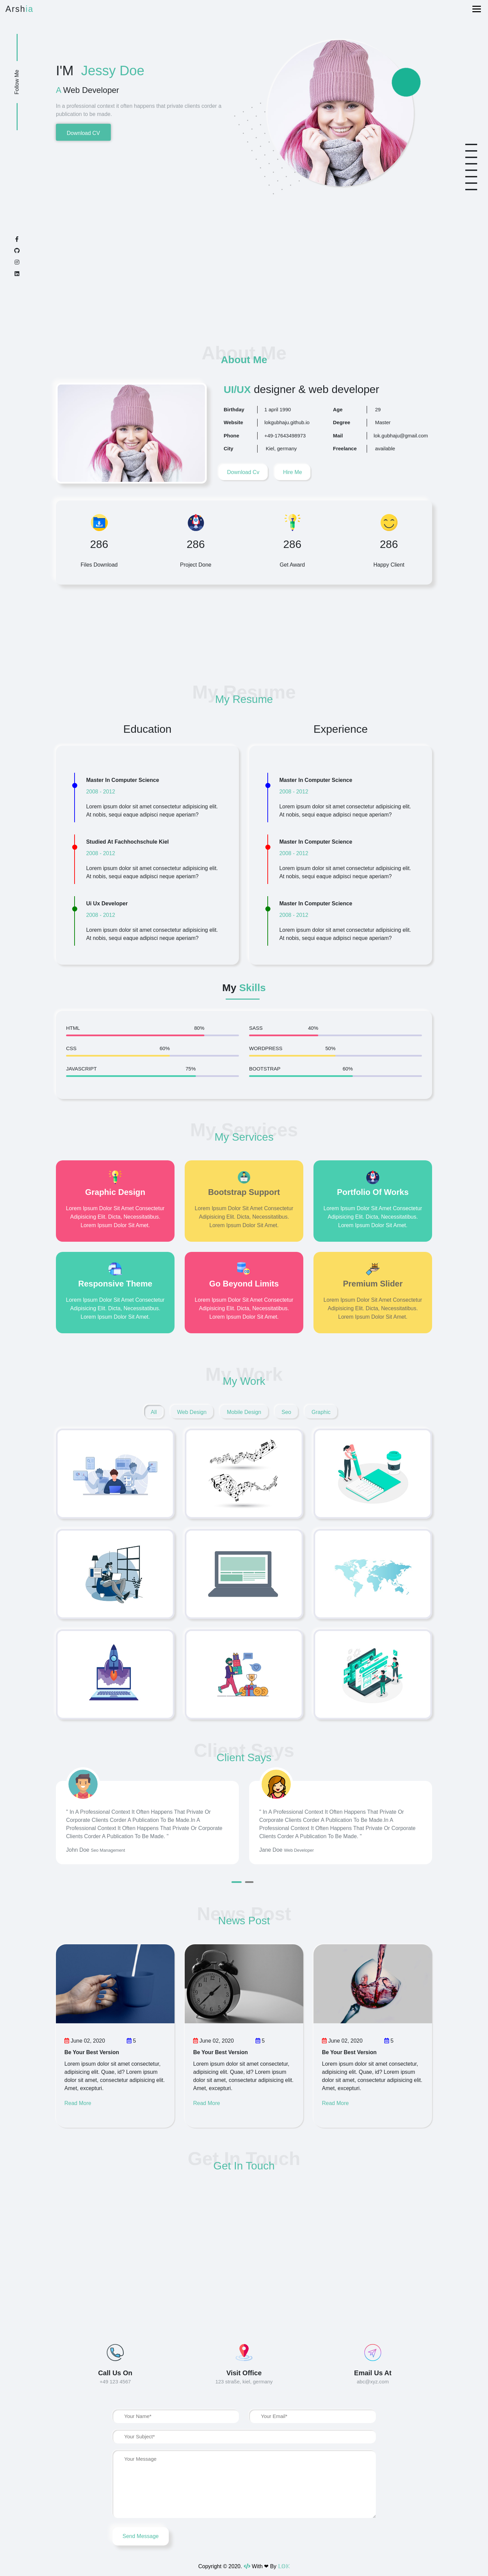 Arshia
Follow Me
I'M Jessy Doe
A Web Developer
In a professional context it often happens that private clients corder a
publication to be made.
Download CV
About Me
About Me
UI/UX designer & web developer
Birthday 1 april 1990 Age 29
Website lokgubhaju.github.io Degree Master
Phone +49-17643498973 Mail lok.gubhaju@gmail.com
City Kiel, germany Freelance available
Download Cv Hire Me
286 286 286 286
Files Download Project Done Get Award Happy Client
My Resume
My Resume
Education
Master In Computer Science
2008 - 2012
Lorem ipsum dolor sit amet consectetur adipisicing elit.
At nobis, sequi eaque adipisci neque aperiam?
Studied At Fachhochschule Kiel
2008 - 2012
Lorem ipsum dolor sit amet consectetur adipisicing elit.
At nobis, sequi eaque adipisci neque aperiam?
Ui Ux Developer
2008 - 2012
Lorem ipsum dolor sit amet consectetur adipisicing elit.
At nobis, sequi eaque adipisci neque aperiam?
Experience
Master In Computer Science
2008 - 2012
Lorem ipsum dolor sit amet consectetur adipisicing elit.
At nobis, sequi eaque adipisci neque aperiam?
Master In Computer Science
2008 - 2012
Lorem ipsum dolor sit amet consectetur adipisicing elit.
At nobis, sequi eaque adipisci neque aperiam?
Master In Computer Science
2008 - 2012
Lorem ipsum dolor sit amet consectetur adipisicing elit.
At nobis, sequi eaque adipisci neque aperiam?
My Skills
HTML 80% SASS 40%
CSS 60% WORDPRESS 50%
JAVASCRIPT 75% BOOTSTRAP 60%
My Services
My Services
Graphic Design
Lorem Ipsum Dolor Sit Amet Consectetur
Adipisicing Elit. Dicta, Necessitatibus.
Lorem Ipsum Dolor Sit Amet.
Bootstrap Support
Lorem Ipsum Dolor Sit Amet Consectetur
Adipisicing Elit. Dicta, Necessitatibus.
Lorem Ipsum Dolor Sit Amet.
Portfolio Of Works
Lorem Ipsum Dolor Sit Amet Consectetur
Adipisicing Elit. Dicta, Necessitatibus.
Lorem Ipsum Dolor Sit Amet.
Responsive Theme
Lorem Ipsum Dolor Sit Amet Consectetur
Adipisicing Elit. Dicta, Necessitatibus.
Lorem Ipsum Dolor Sit Amet.
Go Beyond Limits
Lorem Ipsum Dolor Sit Amet Consectetur
Adipisicing Elit. Dicta, Necessitatibus.
Lorem Ipsum Dolor Sit Amet.
Premium Slider
Lorem Ipsum Dolor Sit Amet Consectetur
Adipisicing Elit. Dicta, Necessitatibus.
Lorem Ipsum Dolor Sit Amet.
My Work
My Work
All Web Design Mobile Design Seo Graphic
Client Says
Client Says
" In A Professional Context It Often Happens That Private Or
Corporate Clients Corder A Publication To Be Made.In A
Professional Context It Often Happens That Private Or Corporate
Clients Corder A Publication To Be Made. "
John Doe Seo Management
" In A Professional Context It Often Happens That Private Or
Corporate Clients Corder A Publication To Be Made.In A
Professional Context It Often Happens That Private Or Corporate
Clients Corder A Publication To Be Made. "
Jane Doe Web Developer
News Post
News Post
June 02, 2020 5
Be Your Best Version
Lorem ipsum dolor sit amet consectetur,
adipisicing elit. Quae, id? Lorem ipsum
dolor sit amet, consectetur adipisicing elit.
Amet, excepturi.
Read More
June 02, 2020 5
Be Your Best Version
Lorem ipsum dolor sit amet consectetur,
adipisicing elit. Quae, id? Lorem ipsum
dolor sit amet, consectetur adipisicing elit.
Amet, excepturi.
Read More
June 02, 2020 5
Be Your Best Version
Lorem ipsum dolor sit amet consectetur,
adipisicing elit. Quae, id? Lorem ipsum
dolor sit amet, consectetur adipisicing elit.
Amet, excepturi.
Read More
Get In Touch
Get In Touch
Call Us On
+49 123 4567
Visit Office
123 straße, kiel, germany
Email Us At
abc@xyz.com
Your Name* Your Email*
Your Subject*
Your Message
Send Message
Copyright © 2020. </> With ❤ By